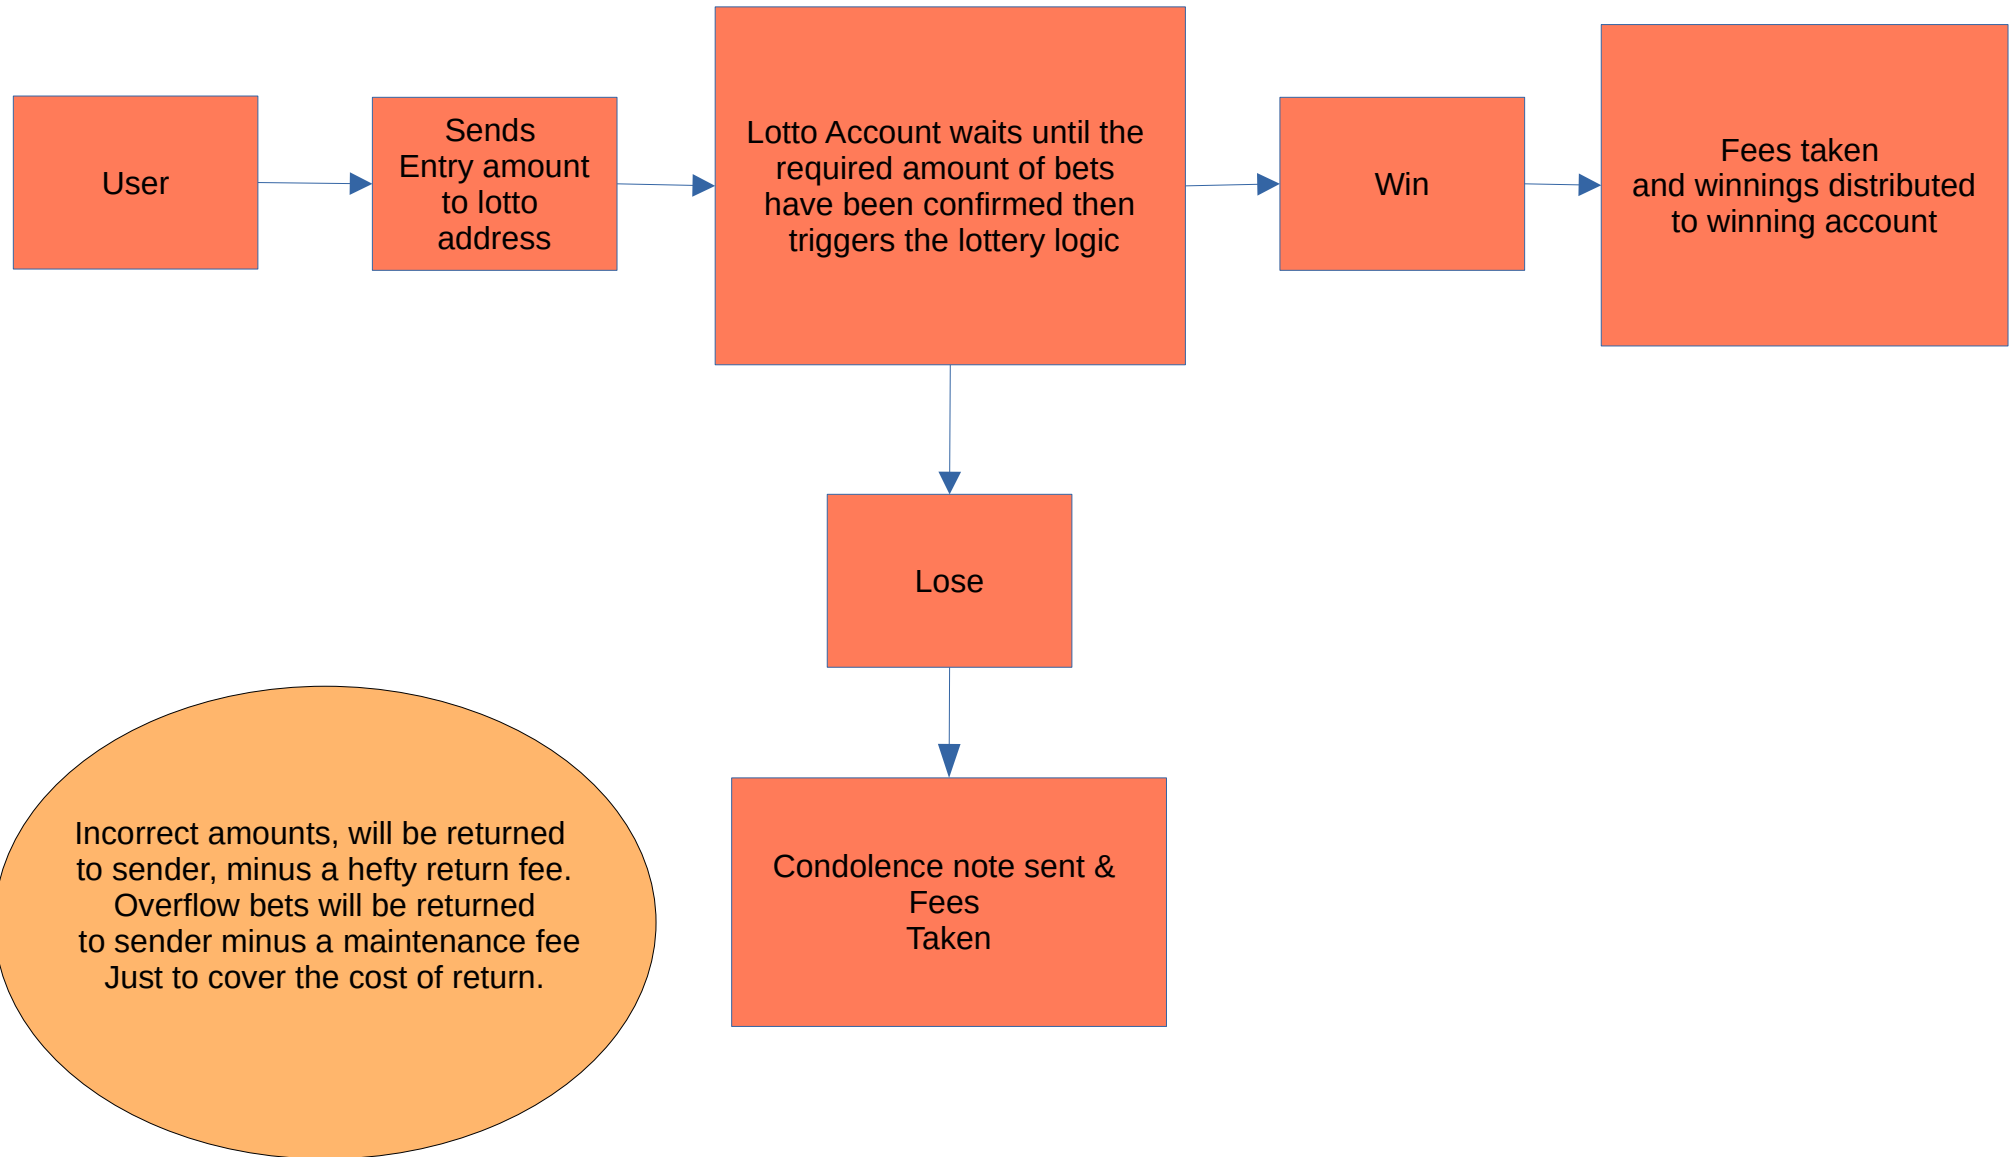 User
Sends
Entry amount
to lotto
address
Lotto Account waits until the
required amount of bets
have been confirmed then
triggers the lottery logic
Win
Fees taken
and winnings distributed
to winning account
Lose
Condolence note sent &
Fees
Taken
Incorrect amounts, will be returned
to sender, minus a hefty return fee.
Overflow bets will be returned
to sender minus a maintenance fee
Just to cover the cost of return.